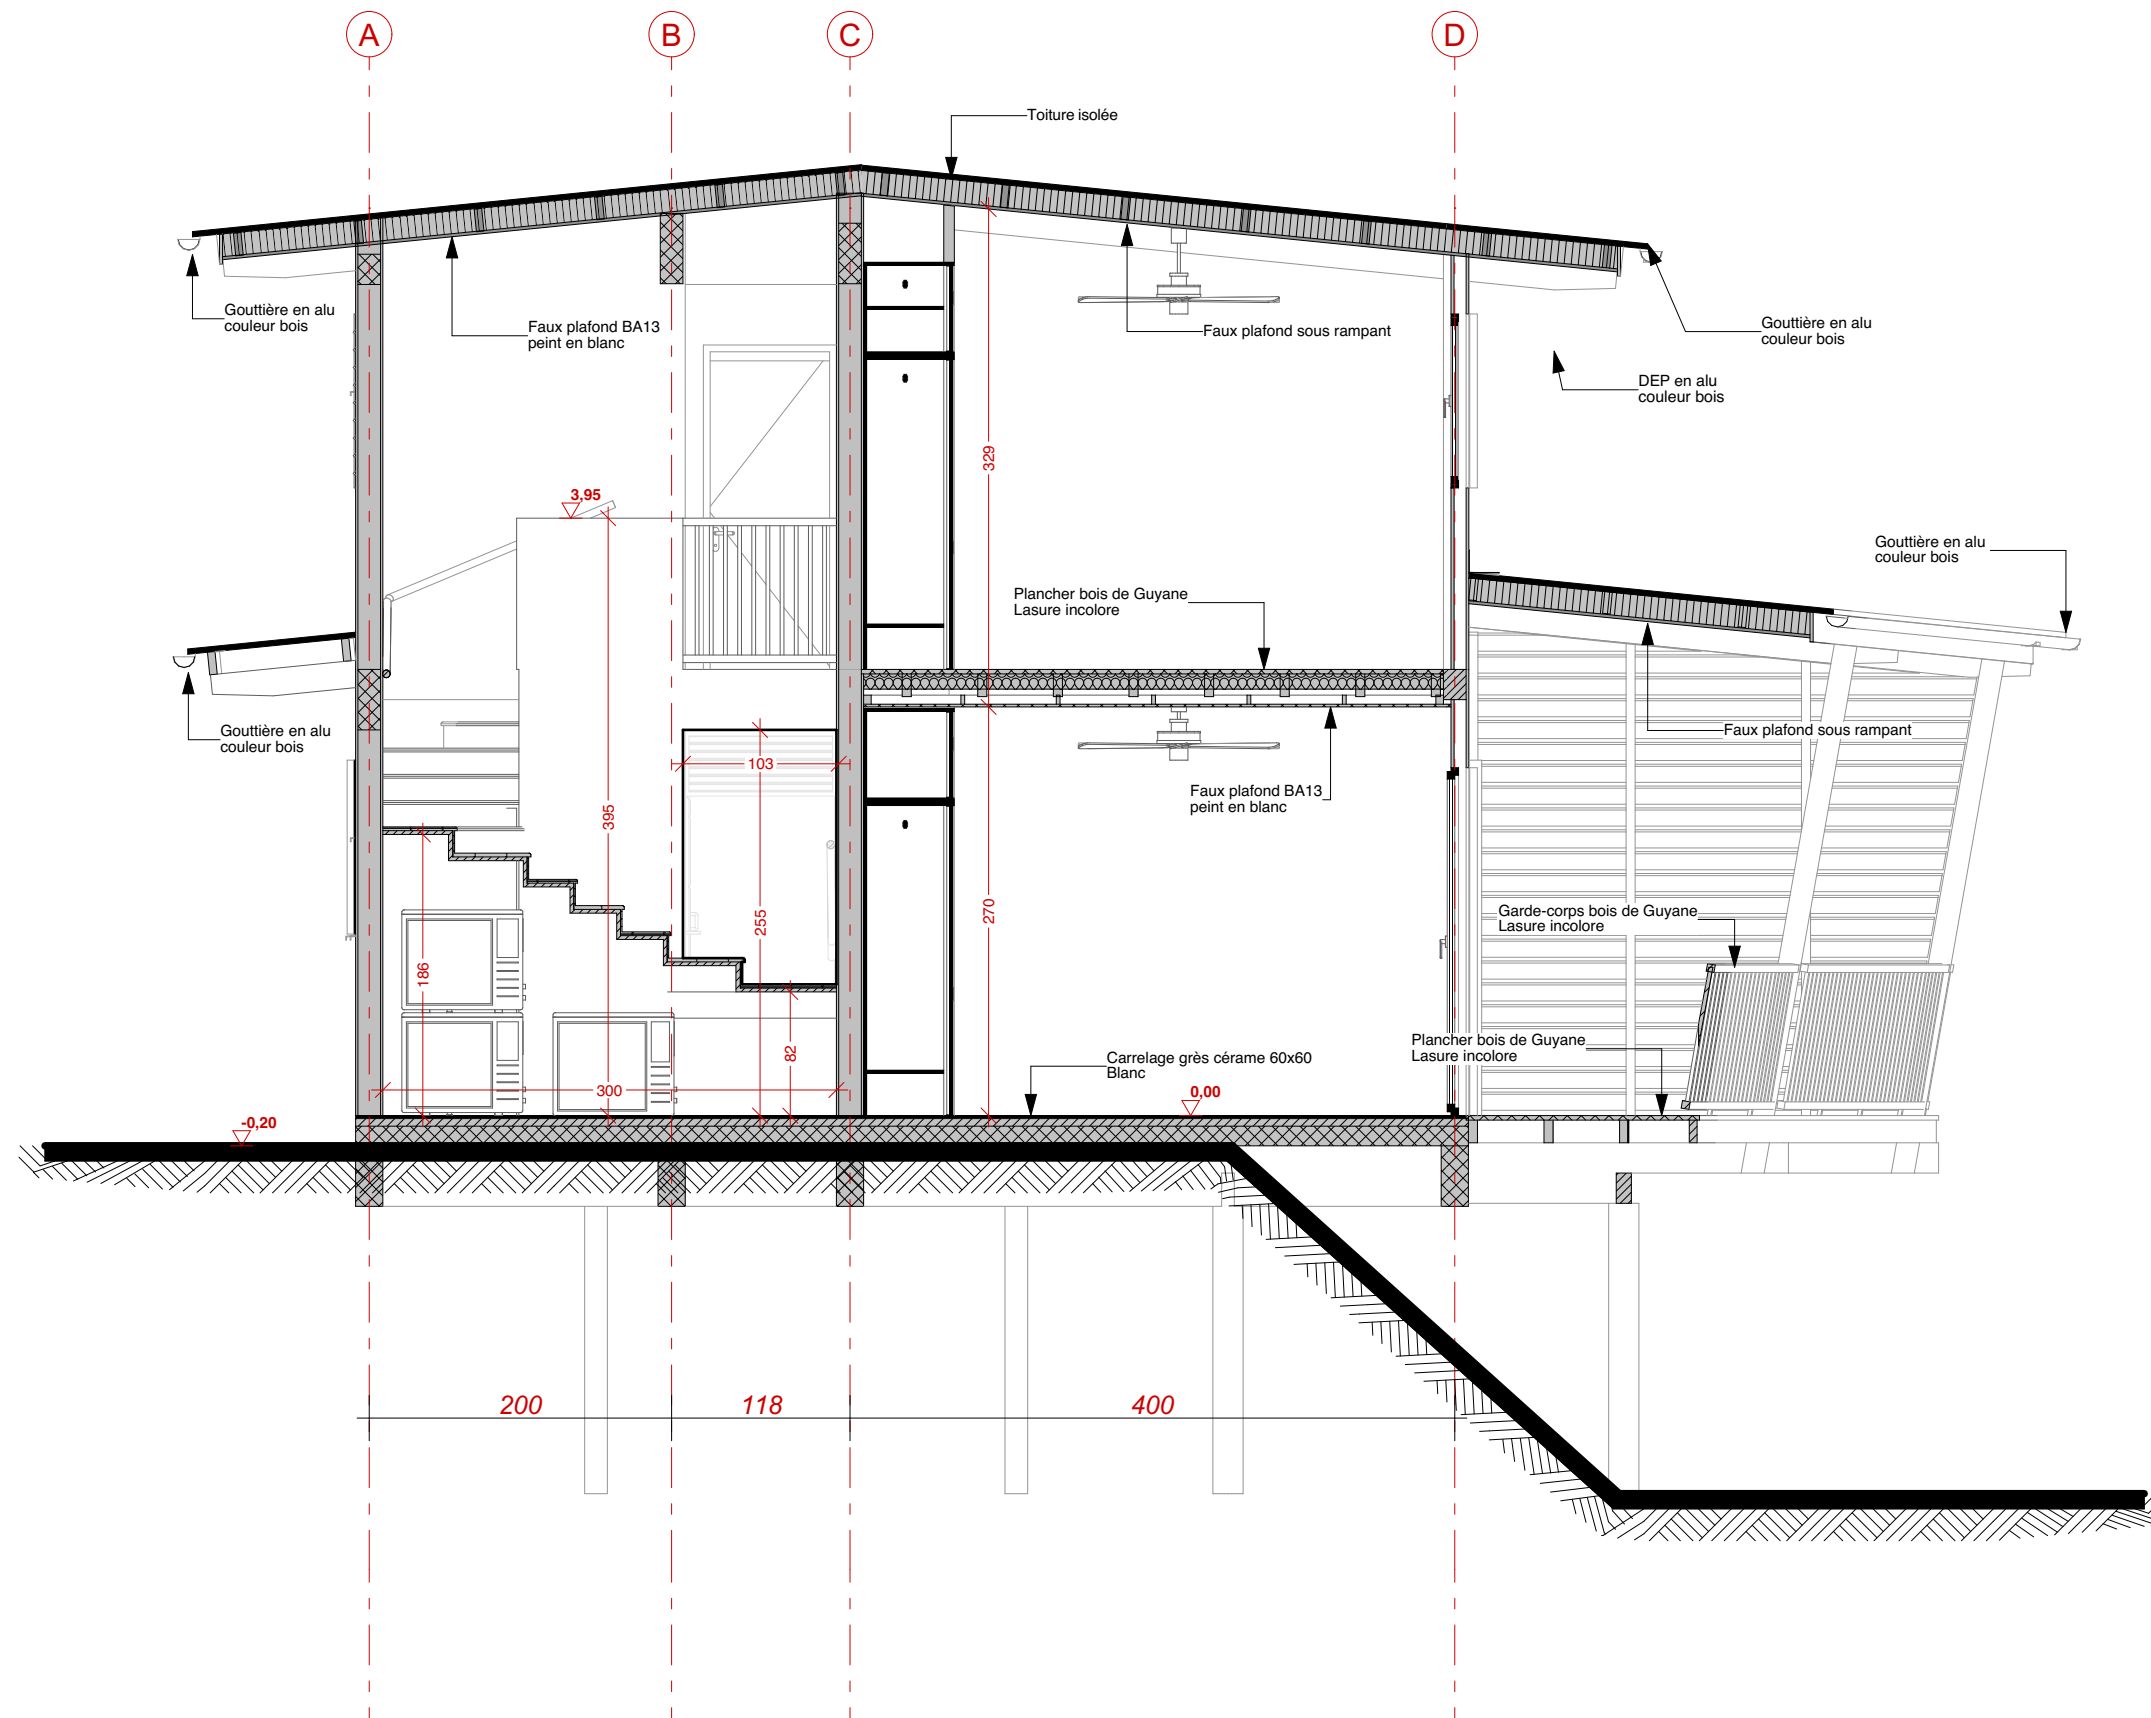 A
B
C
D
Toiture isolée
Gouttière en alu
couleur bois
Faux plafond BA13
peint en blanc
Faux plafond sous rampant
Gouttière en alu
couleur bois
DEP en alu
couleur bois
329
3,95
Gouttière en alu
couleur bois
Plancher bois de Guyane
Lasure incolore
Gouttière en alu
couleur bois
Faux plafond sous rampant
103
Faux plafond BA13
peint en blanc
395
255
270
186
Garde-corps bois de Guyane
Lasure incolore
82
Plancher bois de Guyane
Lasure incolore
Carrelage grès cérame 60x60
Blanc
300
0,00
-0,20
200
118
400